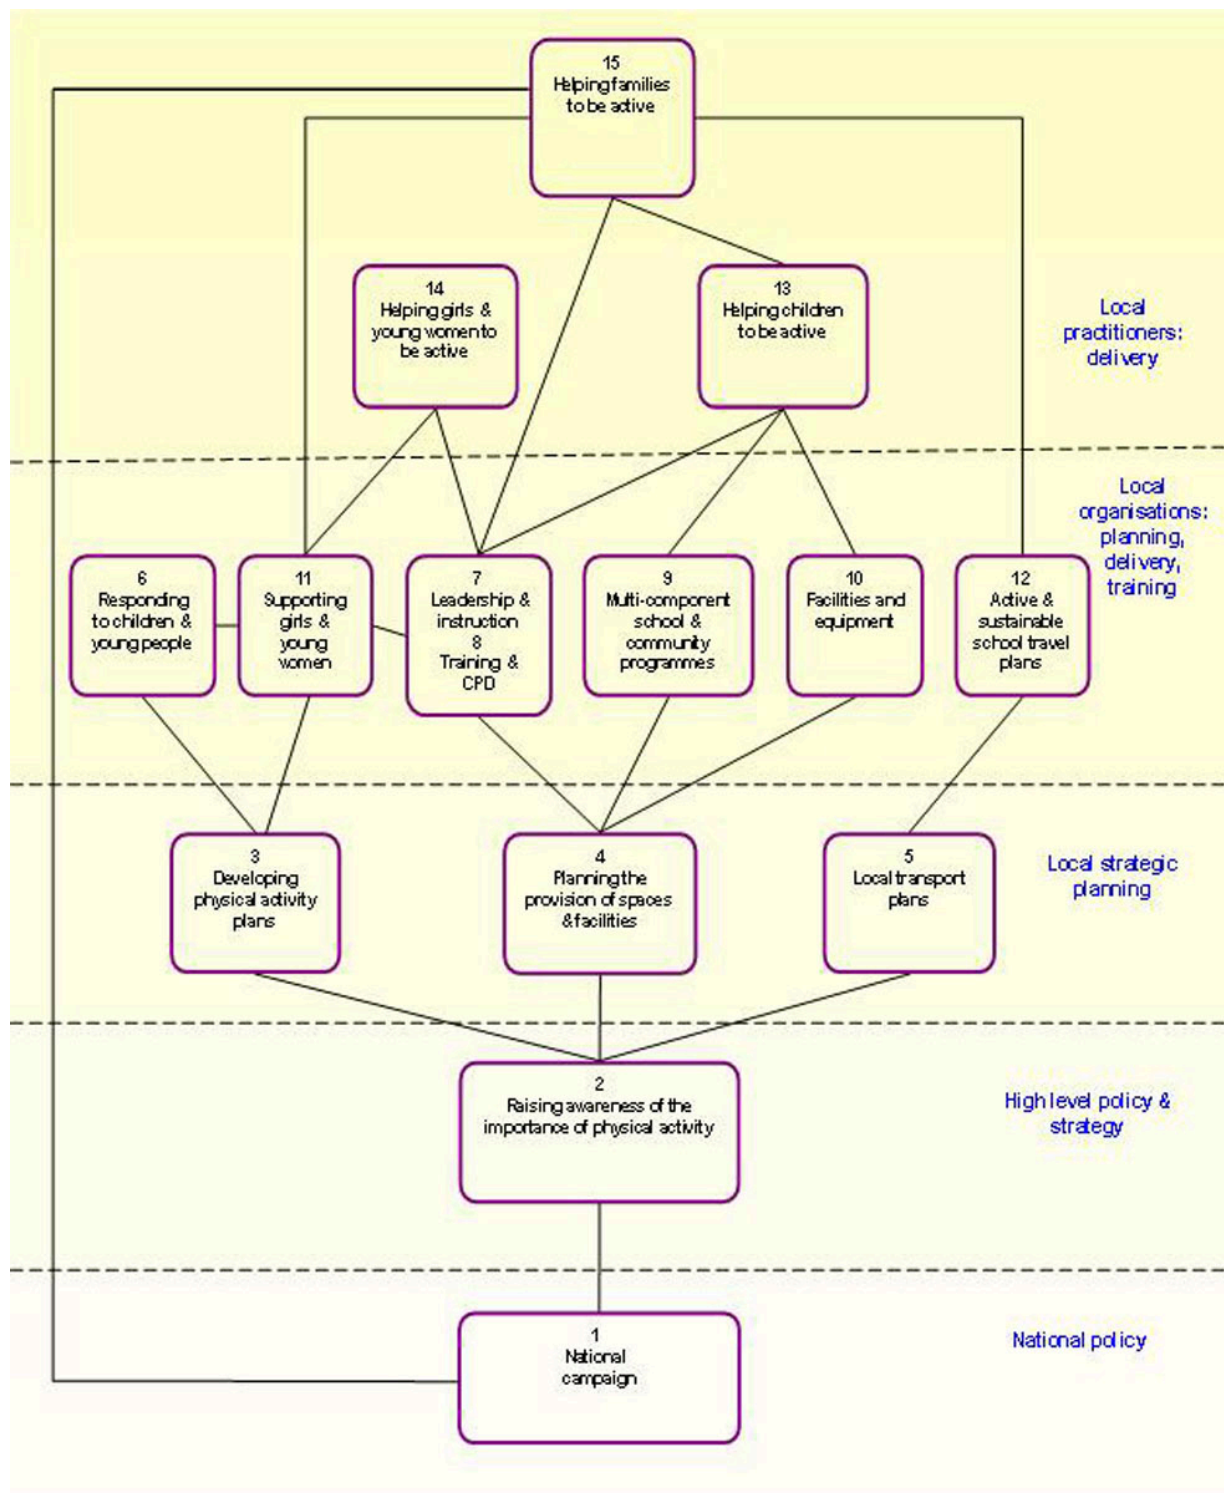 15
Helping families
to be active
14
Helping girls &
young women to
be active
13
Helping children
to be active
Local
practitioners:
delivery
Local
organisations:
planning,
delivery,
training
6
Responding
to children &
young people
11
Supporting
girls &
young
women
7
Leadership &
instruction
8
Training &
CPD
9
Multi-component
school &
community
programmes
10
Facilities and
equipment
12
Active &
sustainable
school travel
plans
3
Developing
physical activity
plans
4
Planning the
provision of spaces
& facilities
5
Local transport
plans
Local strategic
planning
2
Raising awareness of the
importance of physical activity
High level policy &
strategy
1
National
campaign
National policy